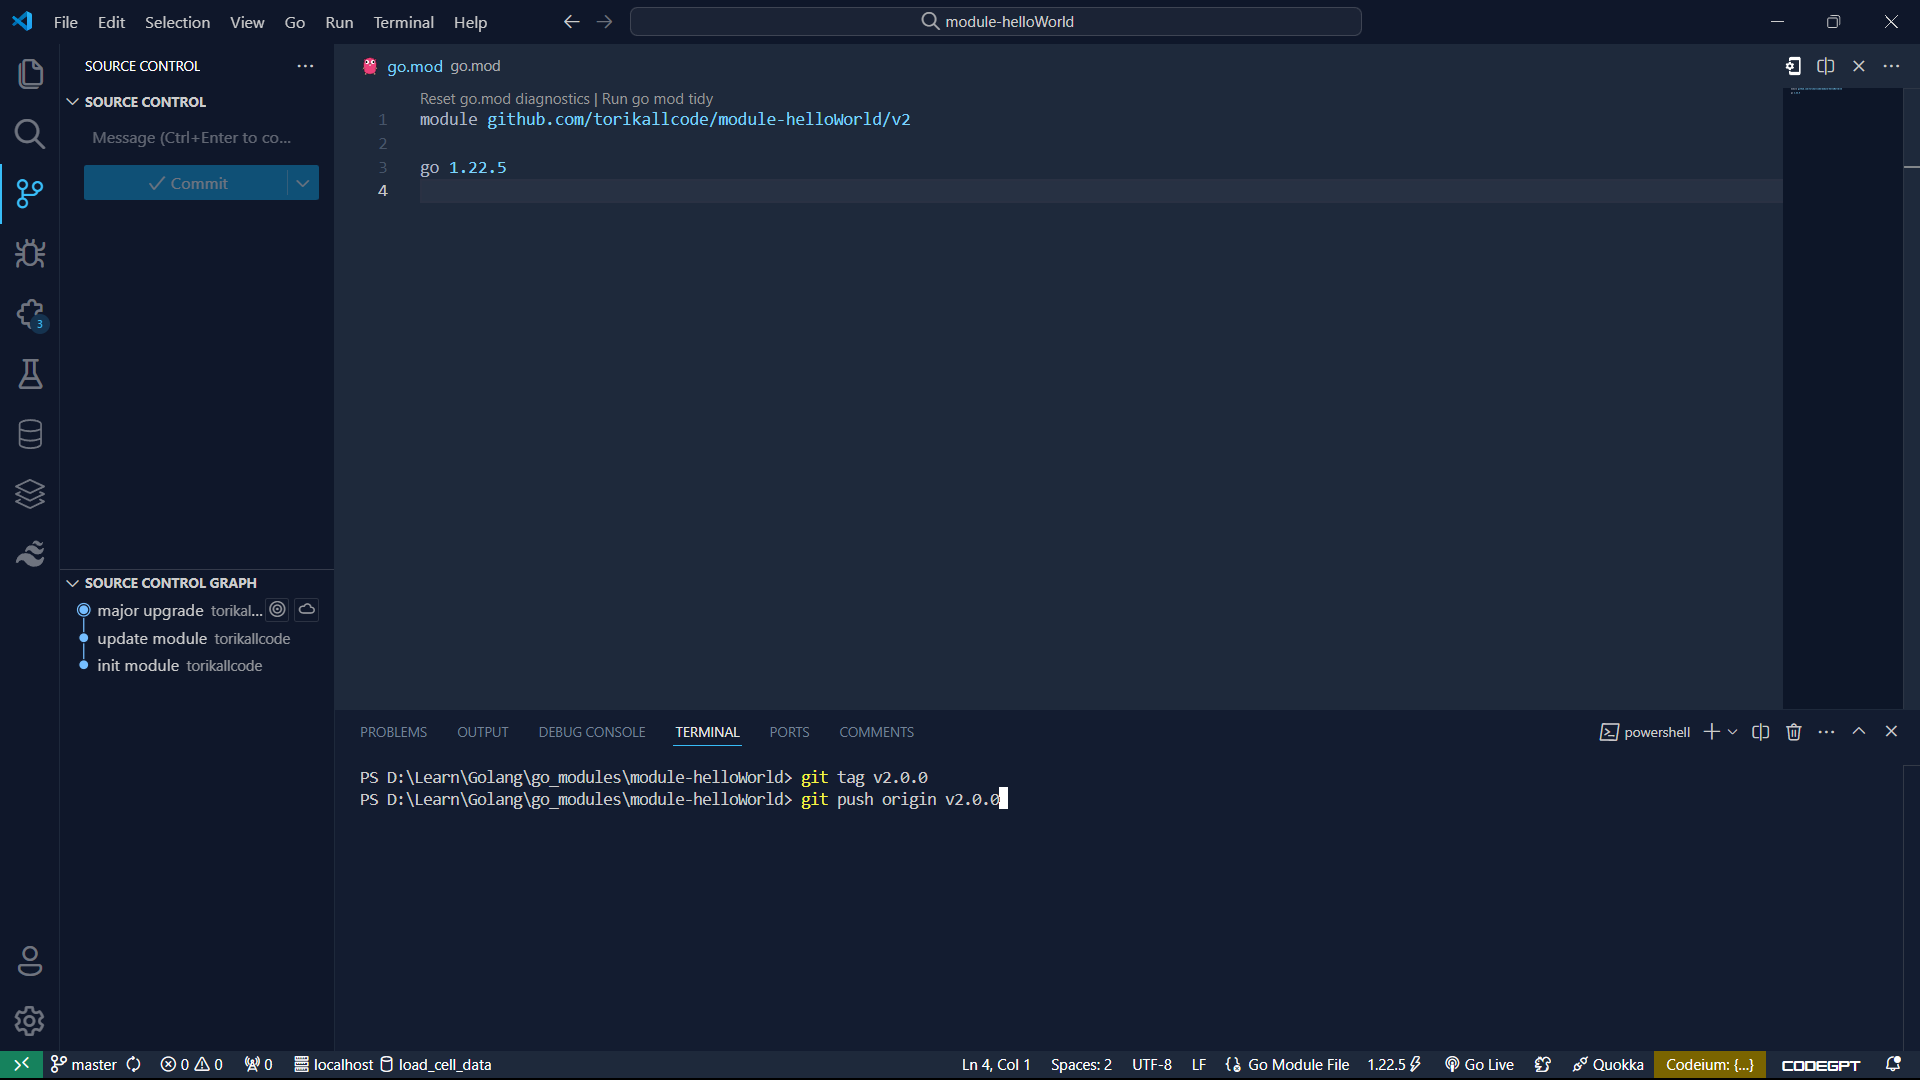 File Edit Selection View Go Run Terminal Help
module-helloWorld
SOURCE CONTROL
SOURCE CONTROL
Message (Ctrl+Enter to co...
Commit
3
SOURCE CONTROL GRAPH
major upgrade torikal...
update module torikallcode
init module torikallcode
go.mod go.mod
Reset go.mod diagnostics | Run go mod tidy
1 module github.com/torikallcode/module-helloWorld/v2
2
3 go 1.22.5
4
PROBLEMS OUTPUT DEBUG CONSOLE TERMINAL PORTS COMMENTS
powershell
PS D:\Learn\Golang\go_modules\module-helloWorld> git tag v2.0.0
PS D:\Learn\Golang\go_modules\module-helloWorld> git push origin v2.0.0
master 0 0 0 localhost load_cell_data Ln 4, Col 1 Spaces: 2 UTF-8 LF Go Module File 1.22.5 Go Live Quokka Codeium: {...} CODEGPT